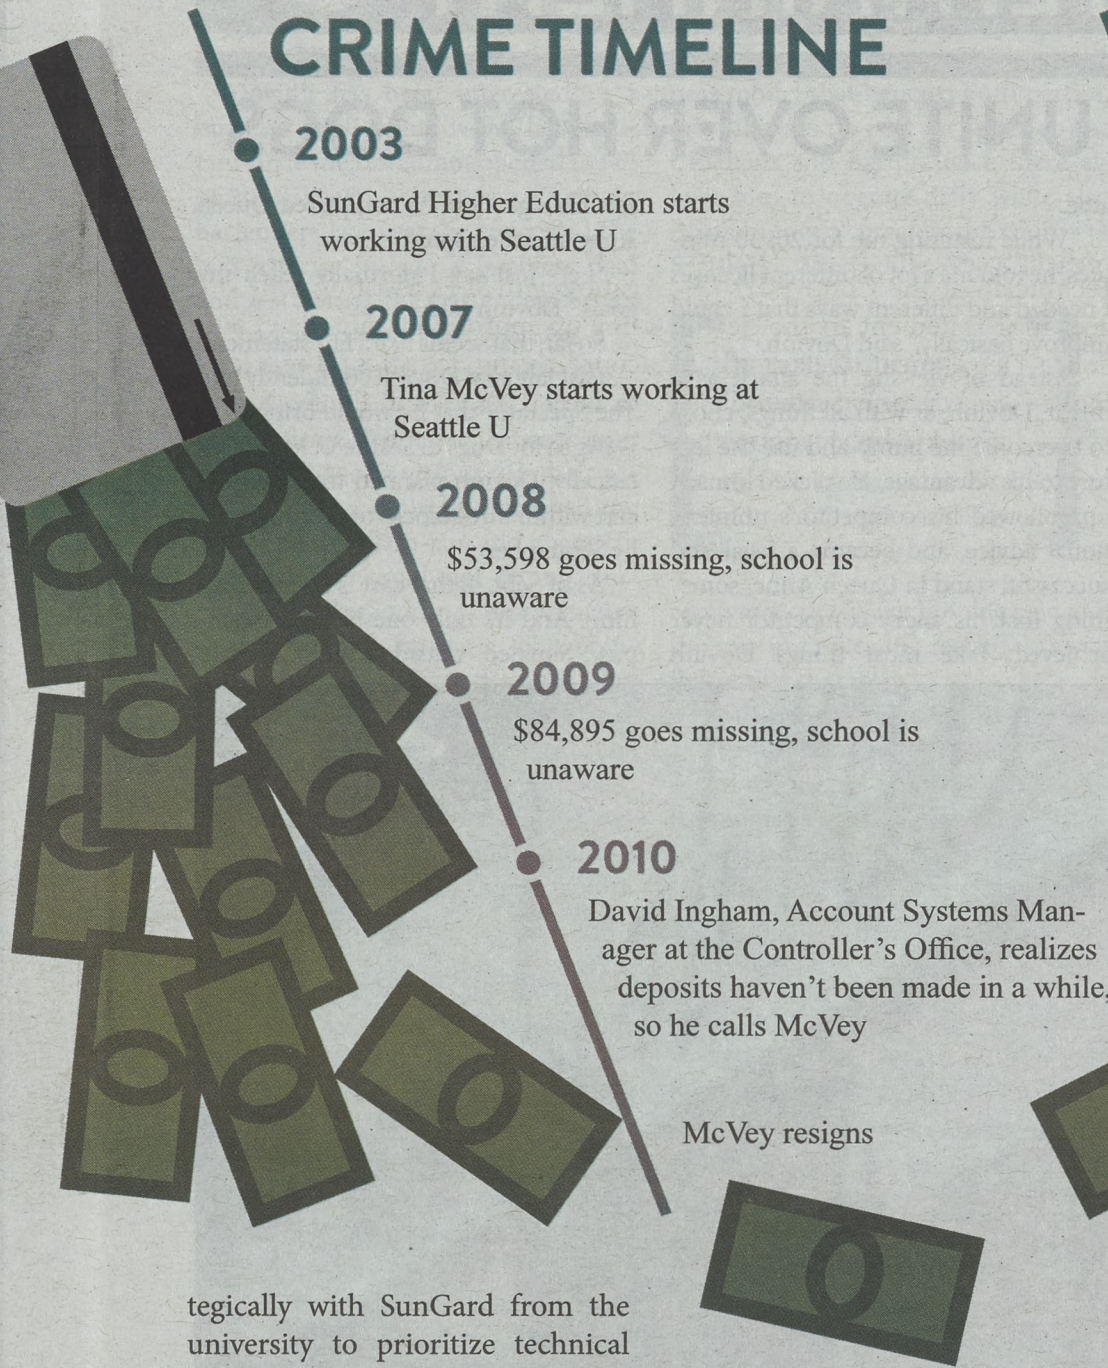 CRIME TIMELINE
2003
SunGard Higher Education starts
working with Seattle U
2007
Tina McVey starts working at
Seattle U
2008
$53,598 goes missing, school is
unaware
2009
$84,895 goes missing, school is
unaware
2010
David Ingham, Account Systems Man-
ager at the Controller's Office, realizes
deposits haven't been made in a while,
so he calls McVey
McVey resigns
tegically with SunGard from the
university to prioritize technical